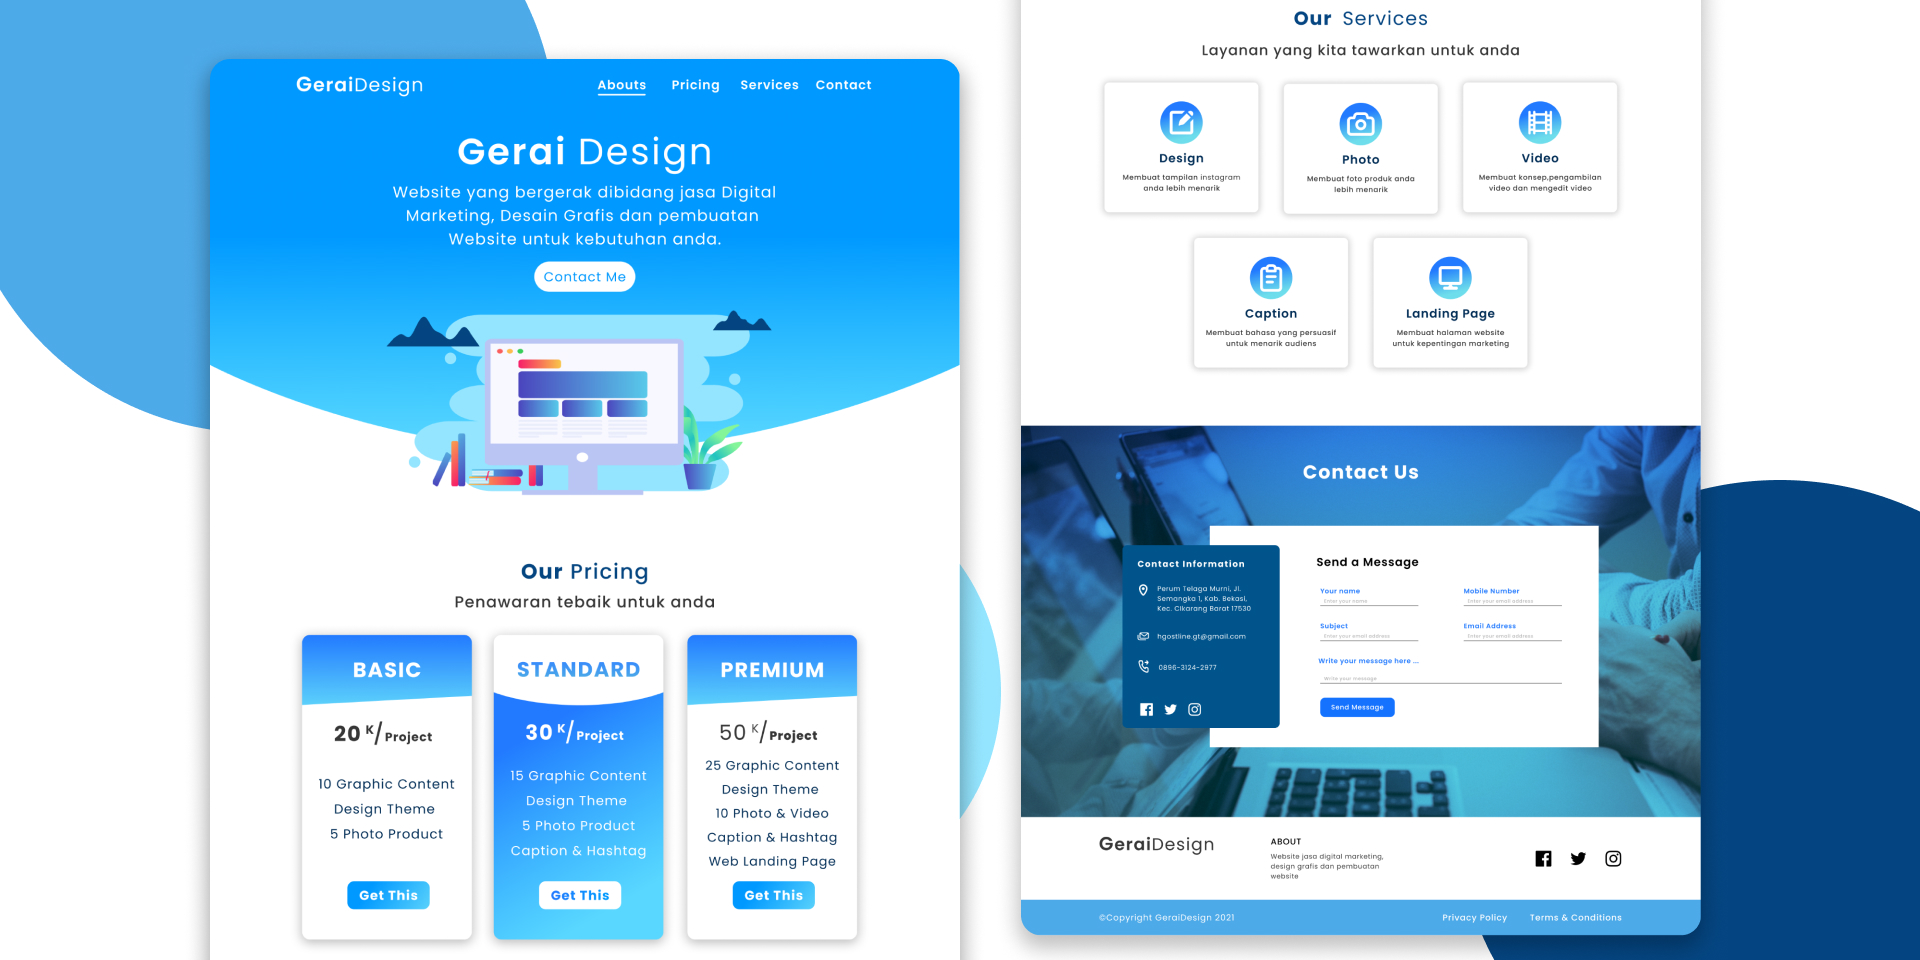 GeraiDesign
Abouts Pricing Services Contact
Gerai Design
Website yang bergerak dibidang jasa Digital
Marketing, Desain Grafis dan pembuatan
Website untuk kebutuhan anda.
Contact Me
Our Pricing
Penawaran tebaik untuk anda
BASIC
20 K/Project
10 Graphic Content
Design Theme
5 Photo Product
Get This
STANDARD
30 K/Project
15 Graphic Content
Design Theme
5 Photo Product
Caption & Hashtag
Get This
PREMIUM
50 K/Project
25 Graphic Content
Design Theme
10 Photo & Video
Caption & Hashtag
Web Landing Page
Get This
Our Services
Layanan yang kita tawarkan untuk anda
Design
Membuat tampilan instagram
anda lebih menarik
Photo
Membuat foto produk anda
lebih menarik
Video
Membuat konsep,pengambilan
video dan mengedit video
Caption
Membuat bahasa yang persuasif
untuk menarik audiens
Landing Page
Membuat halaman website
untuk kepentingan marketing
Contact Us
Contact Information
Perum Telaga Murni, Jl.
Semangka 1, Kab. Bekasi,
Kec. Cikarang Barat 17530
hgostline.gt@gmail.com
0896-3124-2977
Send a Message
Your name
Enter your name
Mobile Number
Enter your email address
Subject
Enter your email address
Email Address
Enter your email address
Write your message here ...
Write your message
Send Message
GeraiDesign
ABOUT
Website jasa digital marketing,
design grafis dan pembuatan
website
©Copyright GeraiDesign 2021
Privacy Policy Terms & Conditions